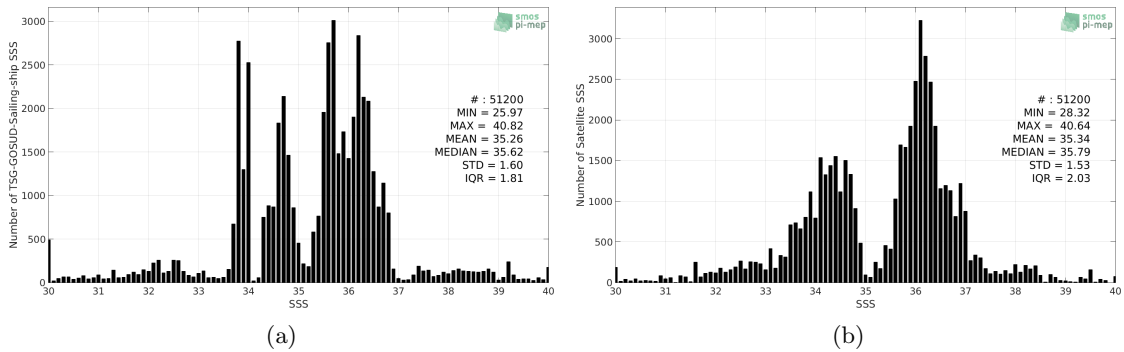 smos
pi-mep
Number of TSG-GOSUD-Sailing-ship SSS
3000
2500
2000
1500
1000
500
0
# : 51200
MIN = 25.97
MAX = 40.82
MEAN = 35.26
MEDIAN = 35.62
STD = 1.60
IQR = 1.81
30 31 32 33 34 35 36 37 38 39 40
SSS
(a)
smos
pi-mep
Number of Satellite SSS
3000
2500
2000
1500
1000
500
0
# : 51200
MIN = 28.32
MAX = 40.64
MEAN = 35.34
MEDIAN = 35.79
STD = 1.53
IQR = 2.03
30 31 32 33 34 35 36 37 38 39 40
SSS
(b)